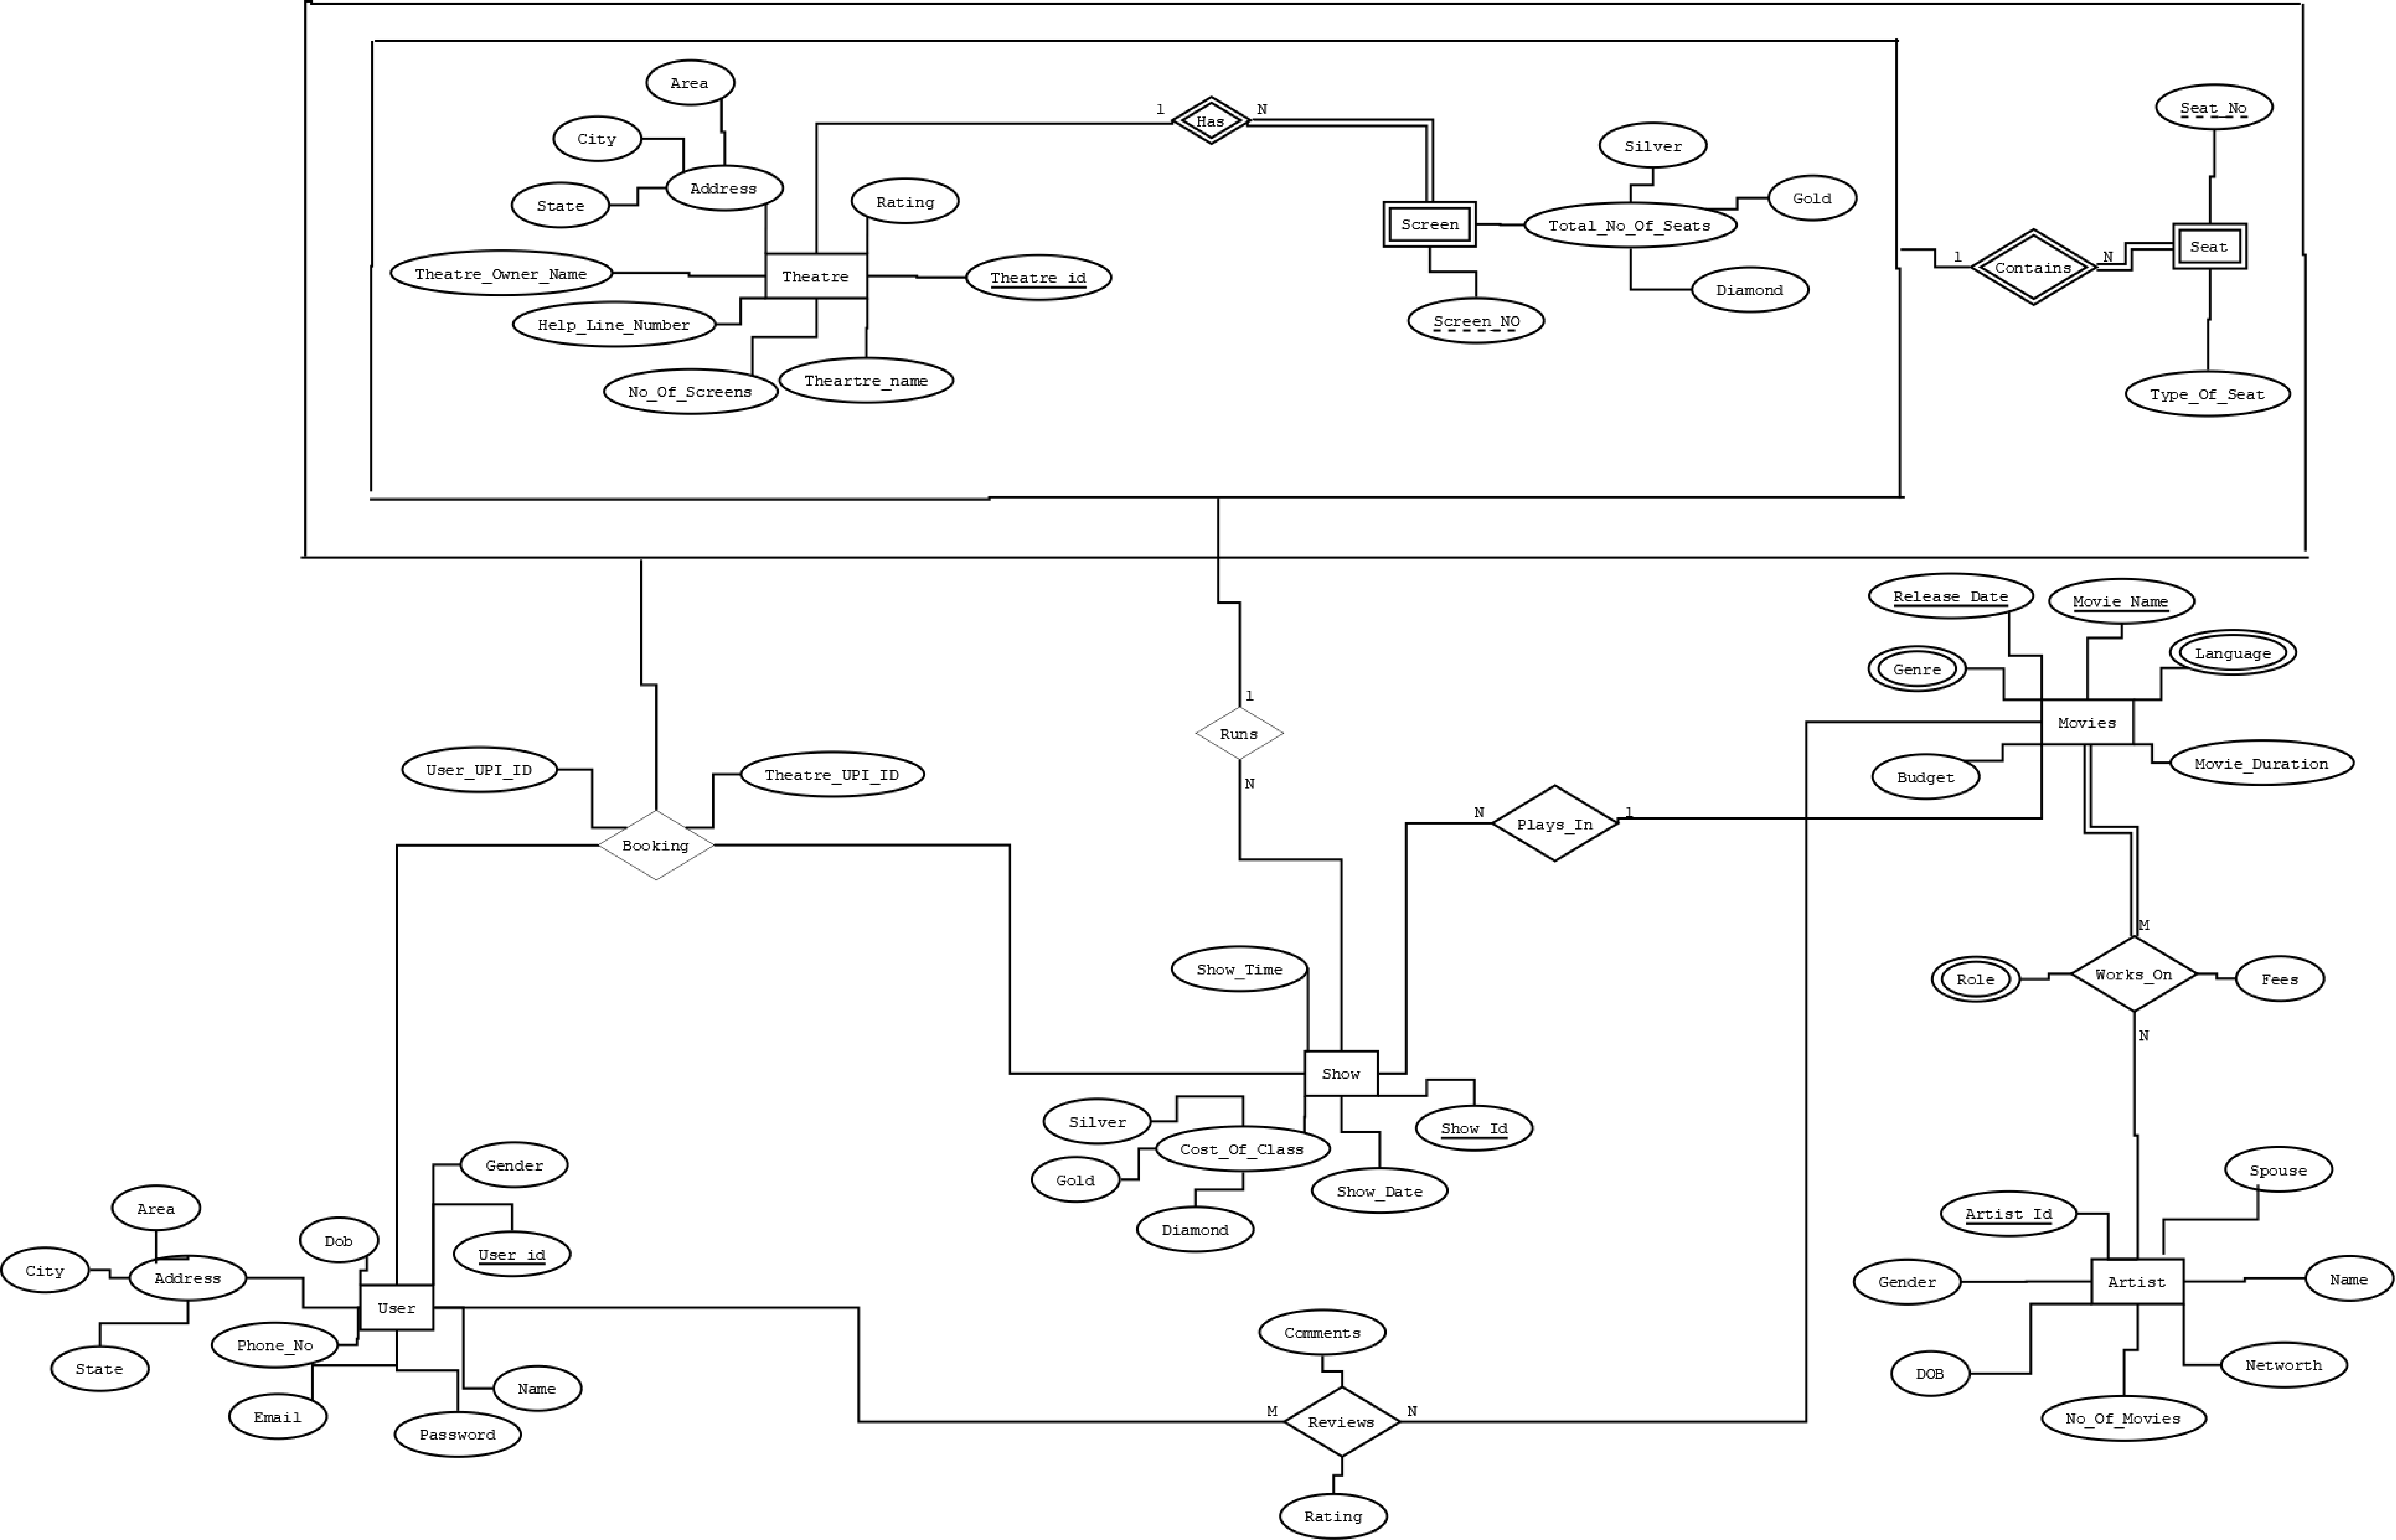 Area
1
Has
N
Seat_No
City
Silver
Address
State
Rating
Gold
Screen
Total_No_Of_Seats
Seat
Theatre_Owner_Name
Theatre
Theatre_id
1
Contains
N
Diamond
Help_Line_Number
Screen_NO
No_Of_Screens
Theartre_name
Type_Of_Seat
Release_Date
Movie_Name
Genre
Language
1
Movies
Runs
User_UPI_ID
Theatre_UPI_ID
N
Budget
Movie_Duration
N
Plays_In
1
Booking
M
Show_Time
Role
Works_On
Fees
N
Show
Silver
Show_Id
Cost_Of_Class
Gender
Gold
Show_Date
Spouse
Area
Artist_Id
Diamond
Dob
User_id
City
Address
Gender
Artist
Name
User
Phone_No
Comments
State
Networth
DOB
Name
Email
M
Reviews
N
No_Of_Movies
Password
Rating